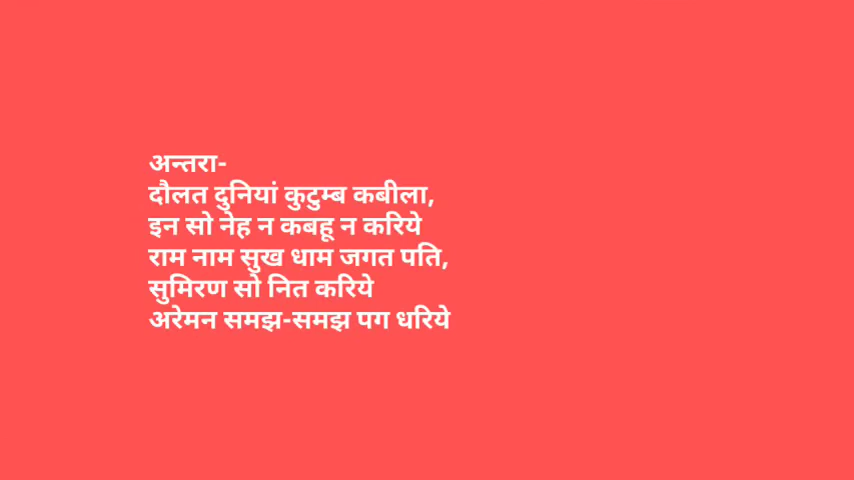 अन्तरा-
दौलत दुनियां कुटुम्ब कबीला,
इन सो नेह न कबहू न करिये
राम नाम सुख धाम जगत पति,
सुमिरण सो नित करिये
अरेमन समझ-समझ पग धरिये